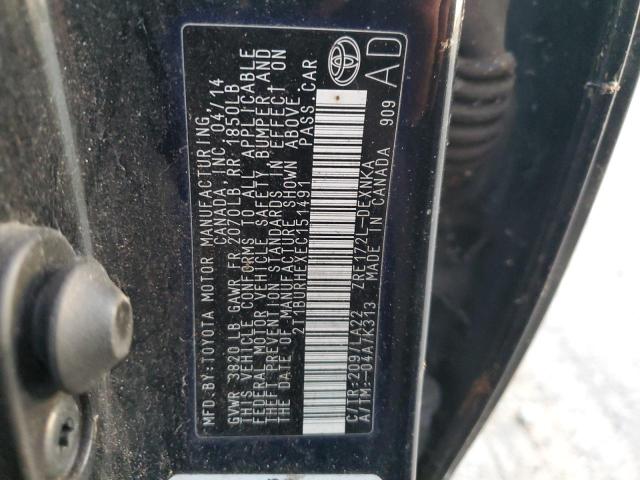 MFD. BY: TOYOTA MOTOR MANUFACTURING,
CANADA, INC. 04/14
GVWR 3820LB GAWR FR 2070LB RR 1850LB
THIS VEHICLE CONFORMS TO ALL APPLICABLE
FEDERAL MOTOR VEHICLE SAFETY, BUMPER AND
THEFT PREVENTION STANDARDS IN EFFECT ON
THE DATE OF MANUFACTURE SHOWN ABOVE.
2T1BURHEXEC151491 PASS. CAR
C/TR: 209/LA22 ZRE172L-DEXNKA
A/TM: -04A/K313 MADE IN CANADA 909
AD